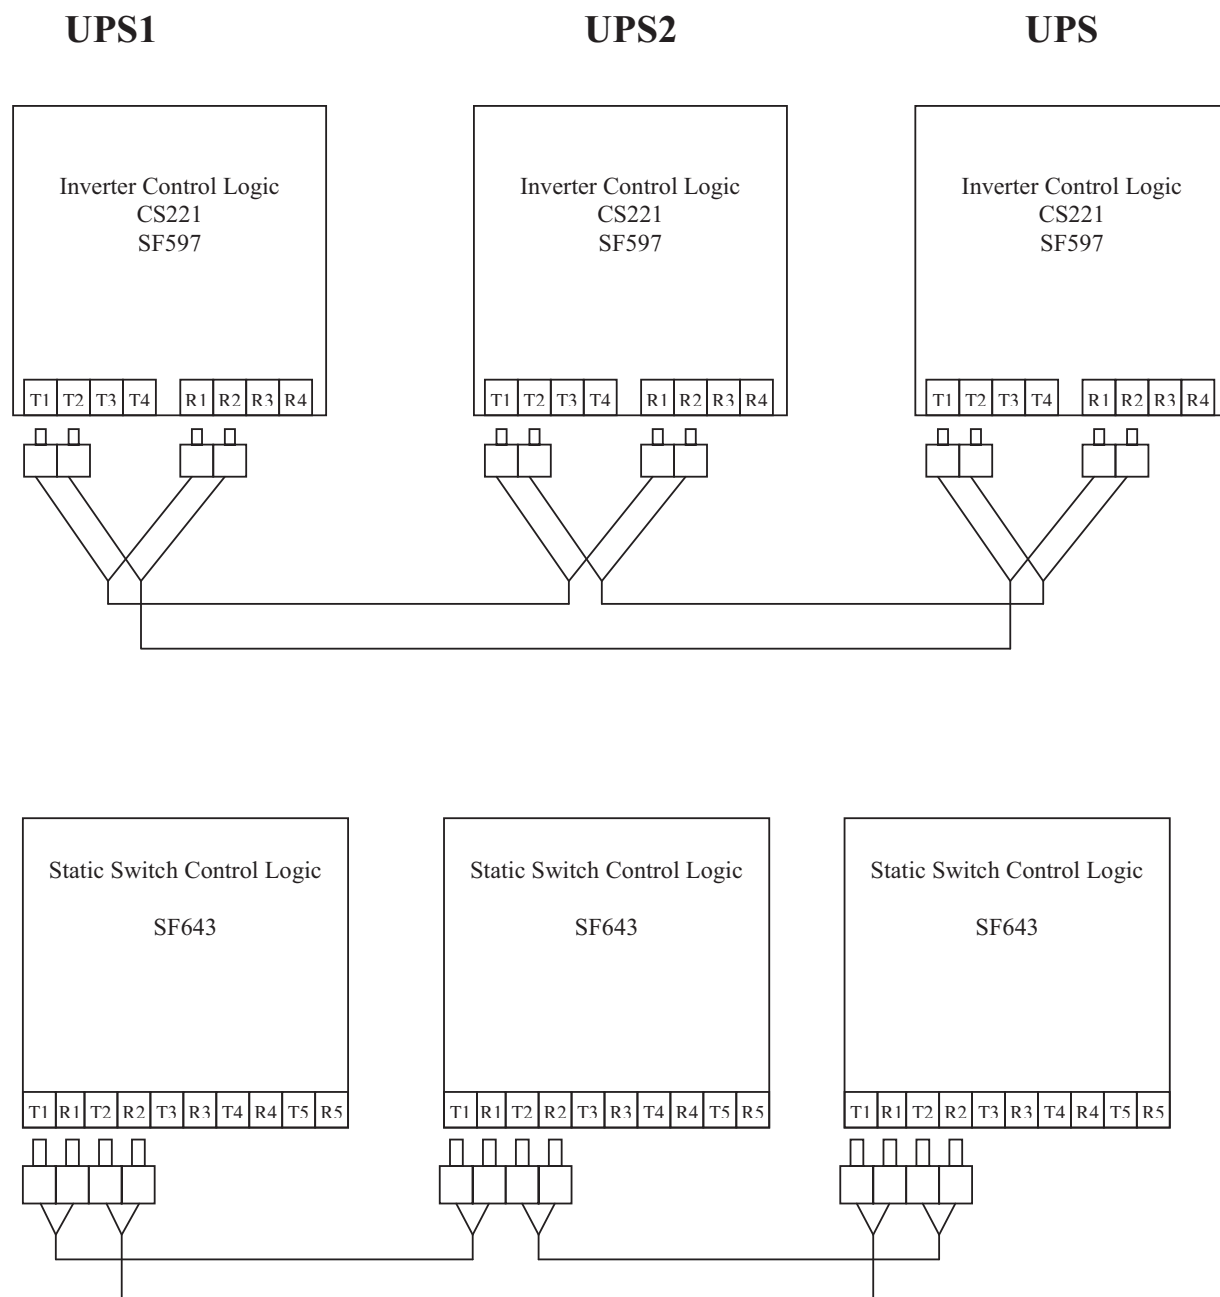 UPS1 UPS2 UPS
Inverter Control Logic Inverter Control Logic Inverter Control Logic
CS221 CS221 CS221
SF597 SF597 SF597
T1 T2 T3 T4 R1 R2 R3 R4 T1 T2 T3 T4 R1 R2 R3 R4 T1 T2 T3 T4 R1 R2 R3 R4
Static Switch Control Logic Static Switch Control Logic Static Switch Control Logic
SF643 SF643 SF643
T1 R1 T2 R2 T3 R3 T4 R4 T5 R5 T1 R1 T2 R2 T3 R3 T4 R4 T5 R5 T1 R1 T2 R2 T3 R3 T4 R4 T5 R5